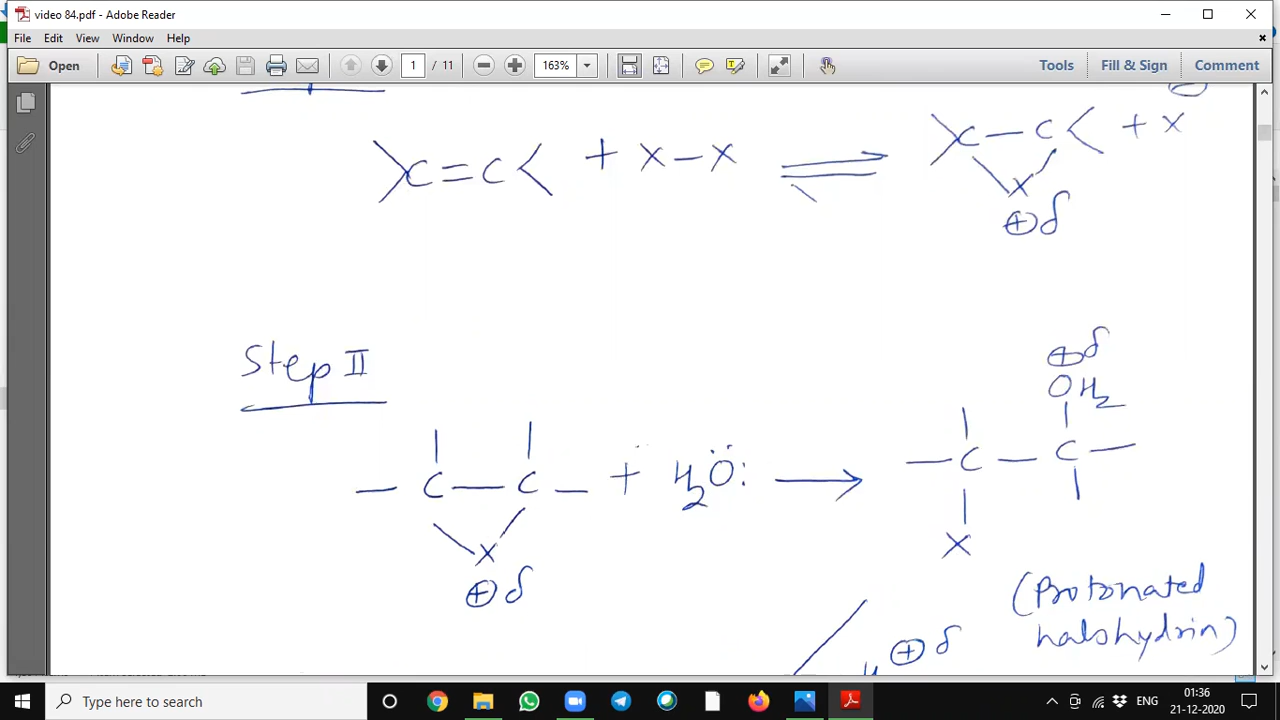 video 84.pdf - Adobe Reader
File Edit View Window Help
Open 1 / 11 163% Tools Fill & Sign Comment
>C=C< + X-X ⇌ >C-C< + X
X
⊕δ
Step II
⊕δ
OH2
-C-C- + H2O: → -C-C-
X X
⊕δ
(Protonated
halohydrin)
⊕δ
Type here to search
ENG 01:36
21-12-2020